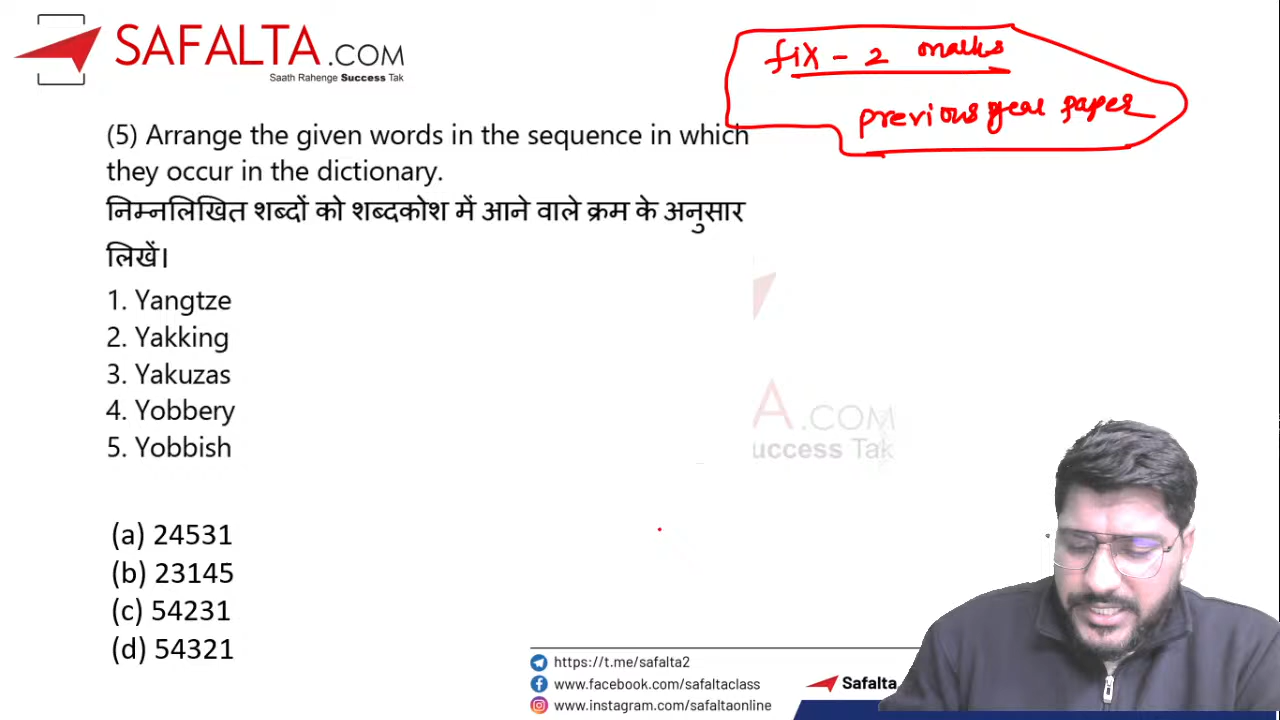 SAFALTA.COM
Saath Rahenge Success Tak
fix - 2 marks
previous year paper
(5) Arrange the given words in the sequence in which
they occur in the dictionary.
निम्नलिखित शब्दों को शब्दकोश में आने वाले क्रम के अनुसार
लिखें।
1. Yangtze
2. Yakking
3. Yakuzas
4. Yobbery
5. Yobbish
A.COM
uccess Tak
(a) 24531
(b) 23145
(c) 54231
(d) 54321
https://t.me/safalta2
www.facebook.com/safaltaclass
www.instagram.com/safaltaonline
Safalta